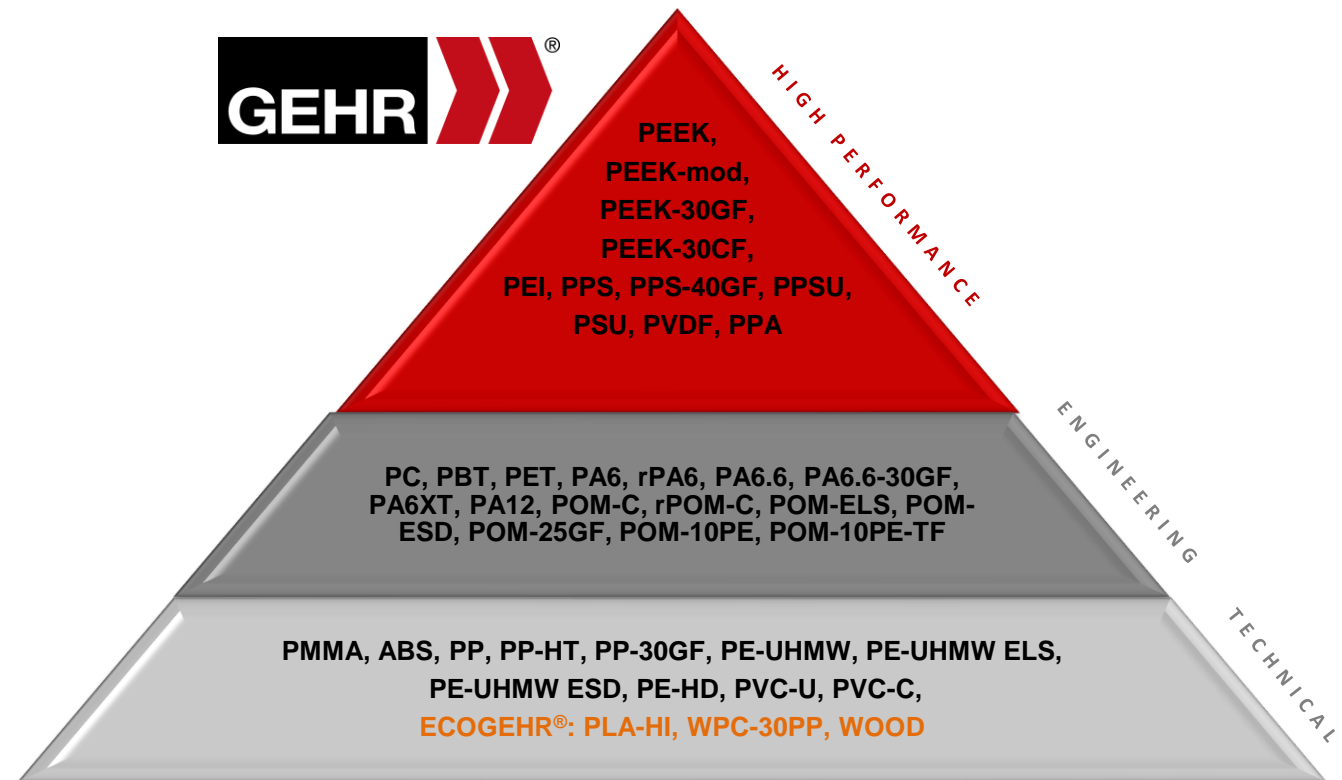 GEHR®
HIGH PERFORMANCE
PEEK,
PEEK-mod,
PEEK-30GF,
PEEK-30CF,
PEI, PPS, PPS-40GF, PPSU,
PSU, PVDF, PPA
ENGINEERING
PC, PBT, PET, PA6, rPA6, PA6.6, PA6.6-30GF,
PA6XT, PA12, POM-C, rPOM-C, POM-ELS, POM-
ESD, POM-25GF, POM-10PE, POM-10PE-TF
TECHNICAL
PMMA, ABS, PP, PP-HT, PP-30GF, PE-UHMW, PE-UHMW ELS,
PE-UHMW ESD, PE-HD, PVC-U, PVC-C,
ECOGEHR®: PLA-HI, WPC-30PP, WOOD